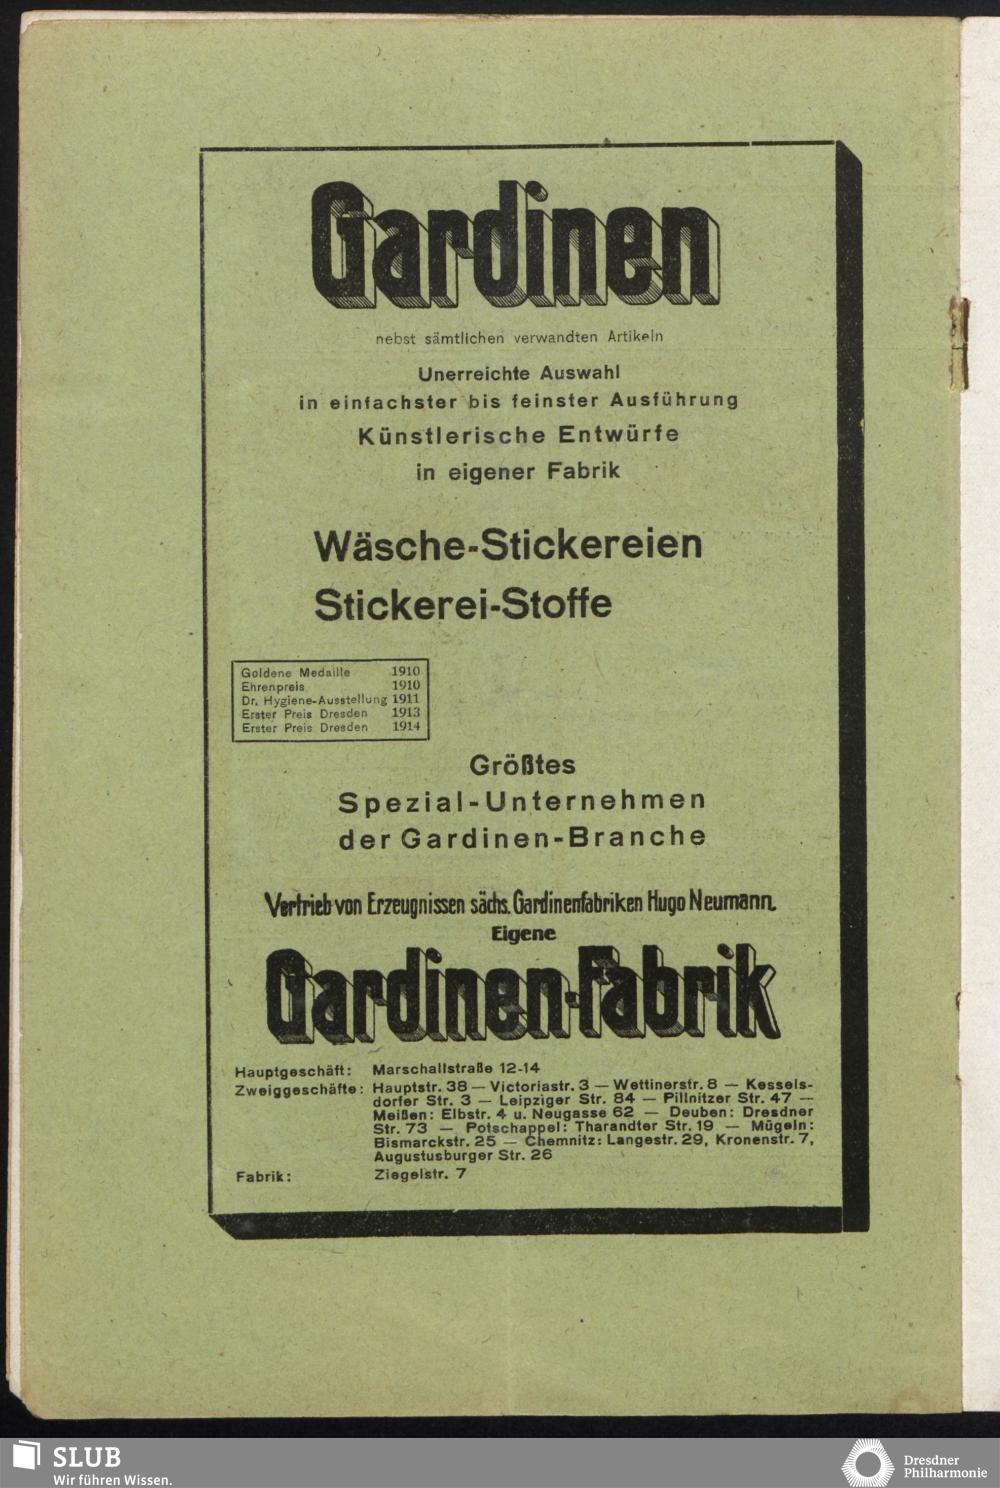 Gardinen
nebst sämtlichen verwandten Artikeln
Unerreichte Auswahl
in einfachster bis feinster Ausführung
Künstlerische Entwürfe
in eigener Fabrik
Wäsche-Stickereien
Stickerei-Stoffe
Goldene Medaille 1910
Ehrenpreis 1910
Dr. Hygiene-Ausstellung 1911
Erster Preis Dresden 1913
Erster Preis Dresden 1914
Größtes
Spezial-Unternehmen
der Gardinen-Branche
Vertrieb von Erzeugnissen sächs. Gardinenfabriken Hugo Neumann.
Eigene
Gardinen-Fabrik
Hauptgeschäft: Marschallstraße 12-14
Zweiggeschäfte: Hauptstr. 38 — Victoriastr. 3 — Wettinerstr. 8 — Kessels-
dorfer Str. 3 — Leipziger Str. 84 — Pillnitzer Str. 47 —
Meißen: Elbstr. 4 u. Neugasse 62 — Deuben: Dresdner
Str. 73 — Potschappel: Tharandter Str. 19 — Mügeln:
Bismarckstr. 25 — Chemnitz: Langestr. 29, Kronenstr. 7,
Augustusburger Str. 26
Fabrik: Ziegelstr. 7
SLUB
Wir führen Wissen.
Dresdner
Philharmonie